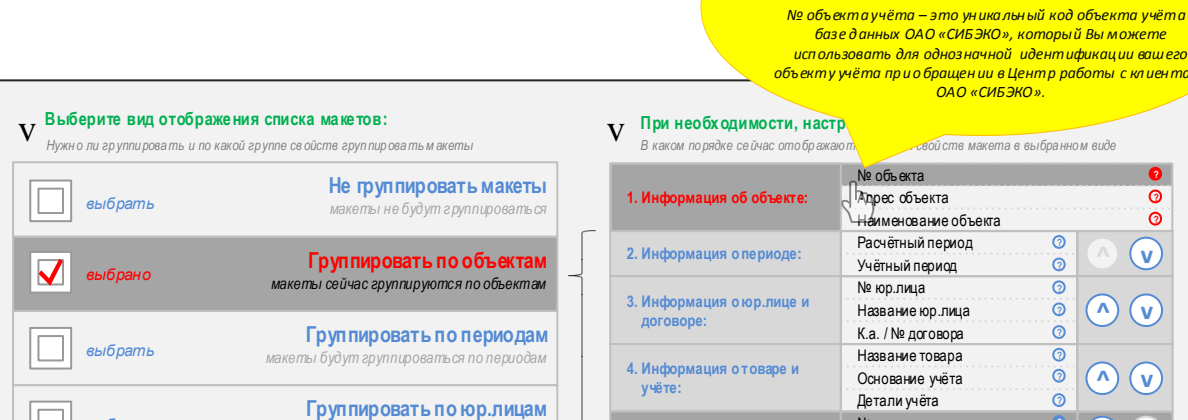 № объекта учёта – это уникальный код объекта учёта
базе данных ОАО «СИБЭКО», который Вы можете
использовать для однозначной идентификации вашего
объекту учёта при обращении в Центр работы с клиента
ОАО «СИБЭКО».
v Выберите вид отображения списка макетов:
Нужно ли группировать и по какой группе свойств группировать макеты
выбрать
Не группировать макеты
макеты не будут группироваться
выбрано
Группировать по объектам
макеты сейчас группируются по объектам
выбрать
Группировать по периодам
макеты будут группироваться по периодам
Группировать по юр.лицам
v При необходимости, настр
В каком порядке сейчас отображают свойств макета в выбранном виде
1. Информация об объекте:
№ объекта ?
Адрес объекта ?
Наименование объекта ?
2. Информация о периоде:
Расчётный период ?
Учётный период ?
^ v
3. Информация о юр.лице и
договоре:
№ юр.лица ?
Название юр.лица ?
К.а. / № договора ?
^ v
4. Информация о товаре и
учёте:
Название товара ?
Основание учёта ?
Детали учёта ?
^ v